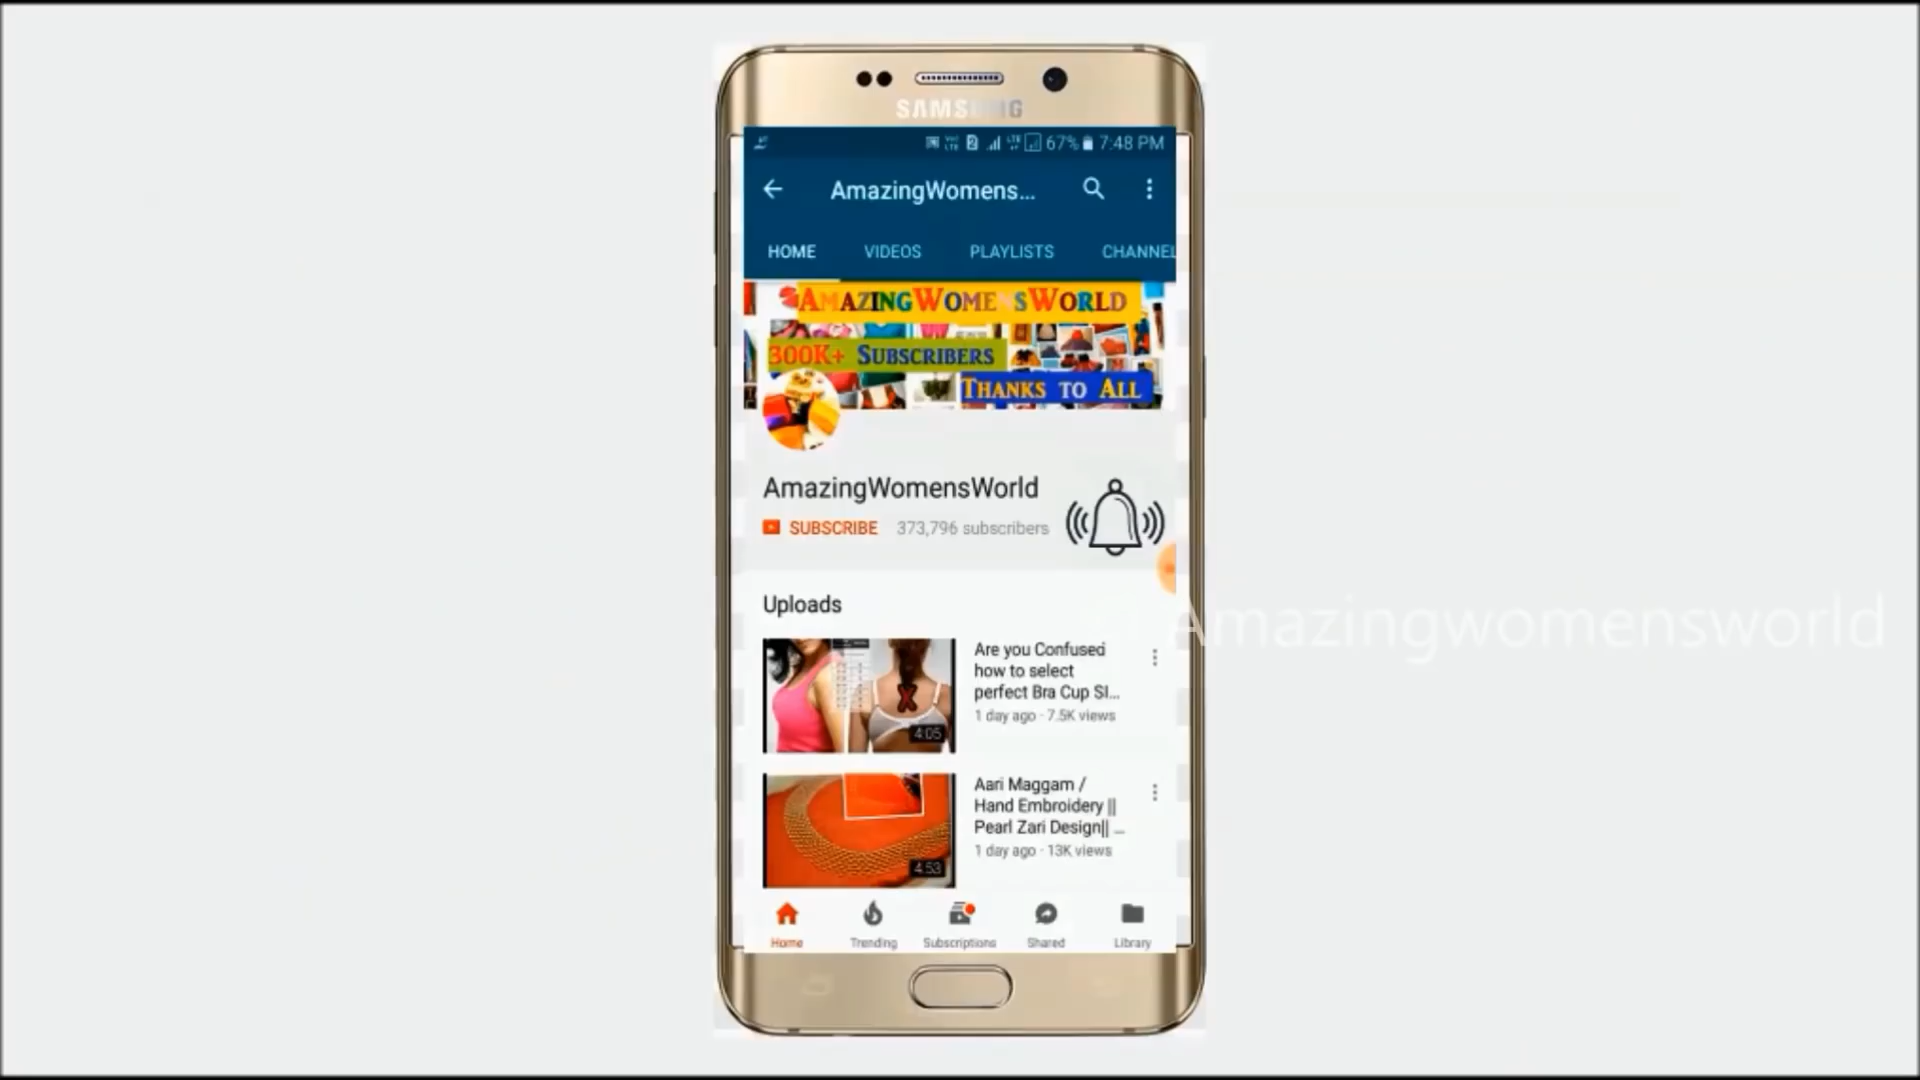 SAMSUNG
67% 7:48 PM
AmazingWomens...
HOME VIDEOS PLAYLISTS CHANNEL
AMAZINGWOMENSWORLD
300K+ SUBSCRIBERS
THANKS TO ALL
AmazingWomensWorld
SUBSCRIBE 373,796 subscribers
Uploads
Amazingwomensworld
Are you Confused
how to select
perfect Bra Cup SI...
1 day ago · 7.5K views
4:05
Aari Maggam /
Hand Embroidery ||
Pearl Zari Design|| ...
1 day ago · 13K views
4:53
Home Trending Subscriptions Shared Library